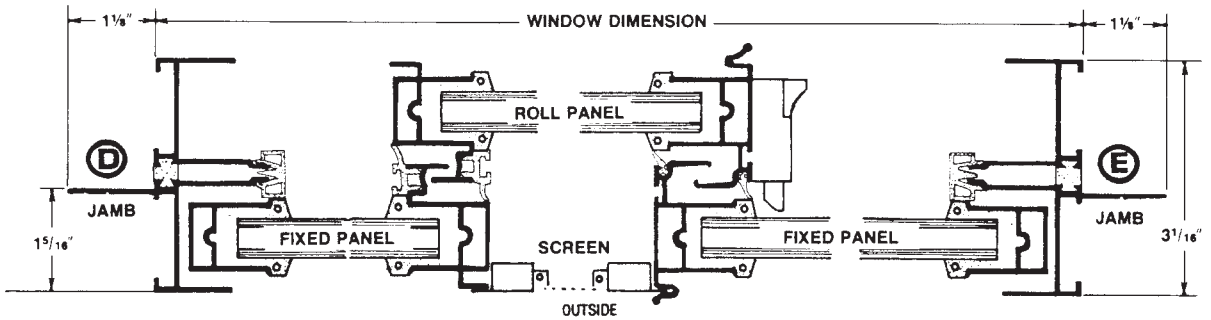 1⅛"
WINDOW DIMENSION
1⅛"
ROLL PANEL
D
E
JAMB
JAMB
1⁵/₁₆"
FIXED PANEL
SCREEN
FIXED PANEL
3¹/₁₆"
OUTSIDE